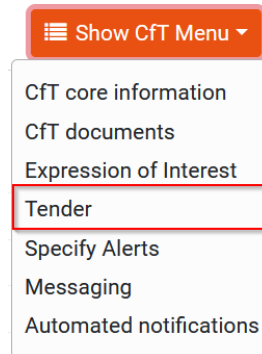 Show CfT Menu
CfT core information
CfT documents
Expression of Interest
Tender
Specify Alerts
Messaging
Automated notifications